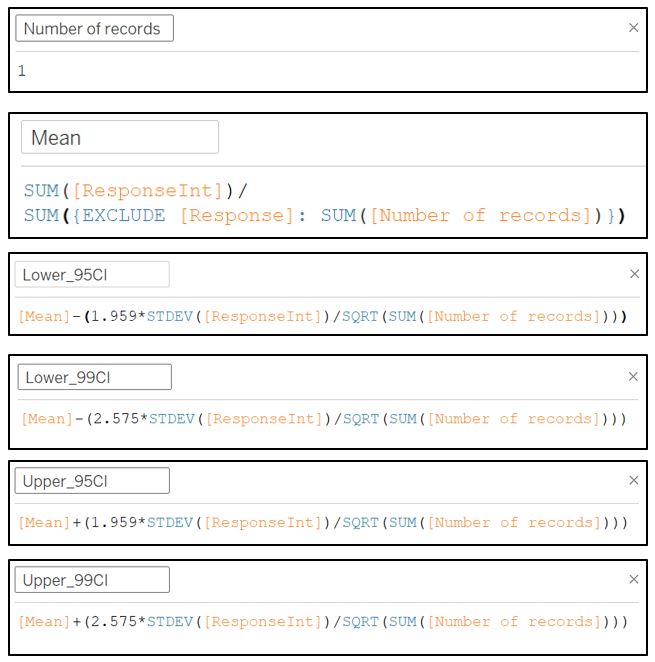 Number of records ×
1
Mean
SUM([ResponseInt])/
SUM({EXCLUDE [Response]: SUM([Number of records])})
Lower_95CI ×
[Mean]-(1.959*STDEV([ResponseInt])/SQRT(SUM([Number of records])))
Lower_99CI ×
[Mean]-(2.575*STDEV([ResponseInt])/SQRT(SUM([Number of records])))
Upper_95CI ×
[Mean]+(1.959*STDEV([ResponseInt])/SQRT(SUM([Number of records])))
Upper_99CI ×
[Mean]+(2.575*STDEV([ResponseInt])/SQRT(SUM([Number of records])))